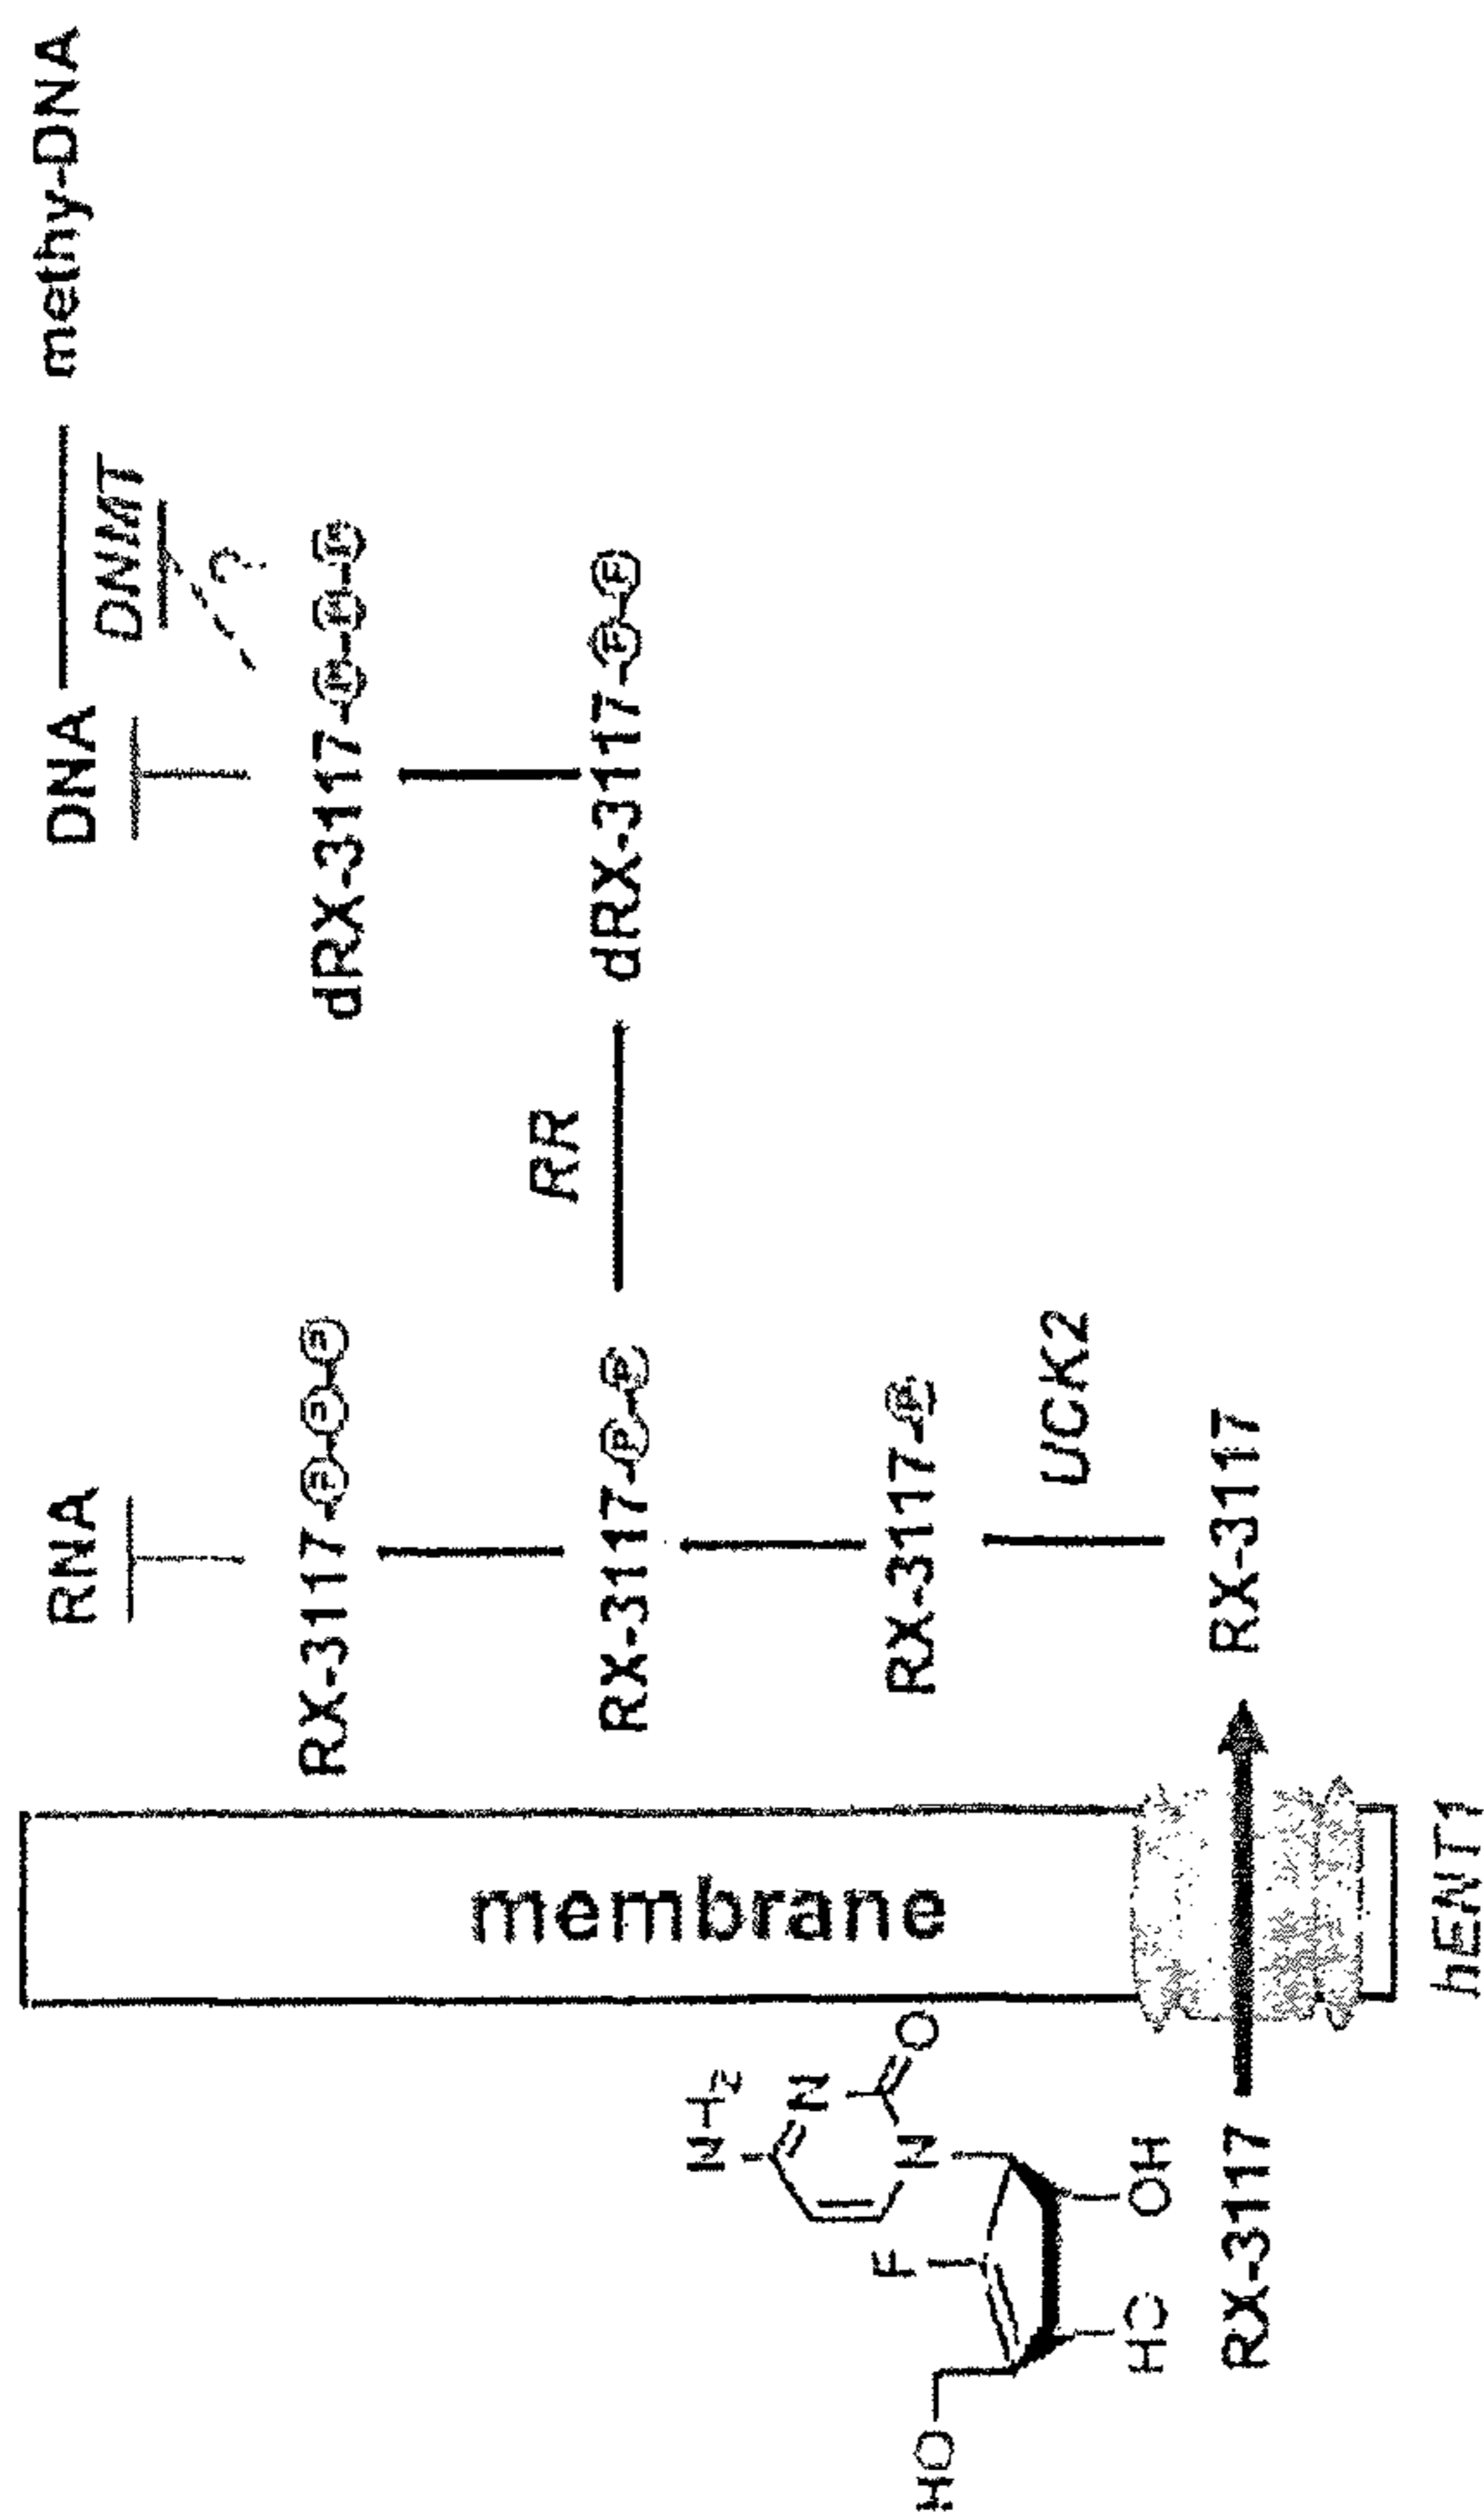 RNA
DNA
methy-DNA
DNMT
?
RX-3117-P-P-P
dRX-3117-P-P-P
RR
RX-3117-P-P
dRX-3117-P-P
membrane
NH2
N
F
N
O
HO
RX-3117-P
UCK2
HO
OH
RX-3117
RX-3117
hENT1